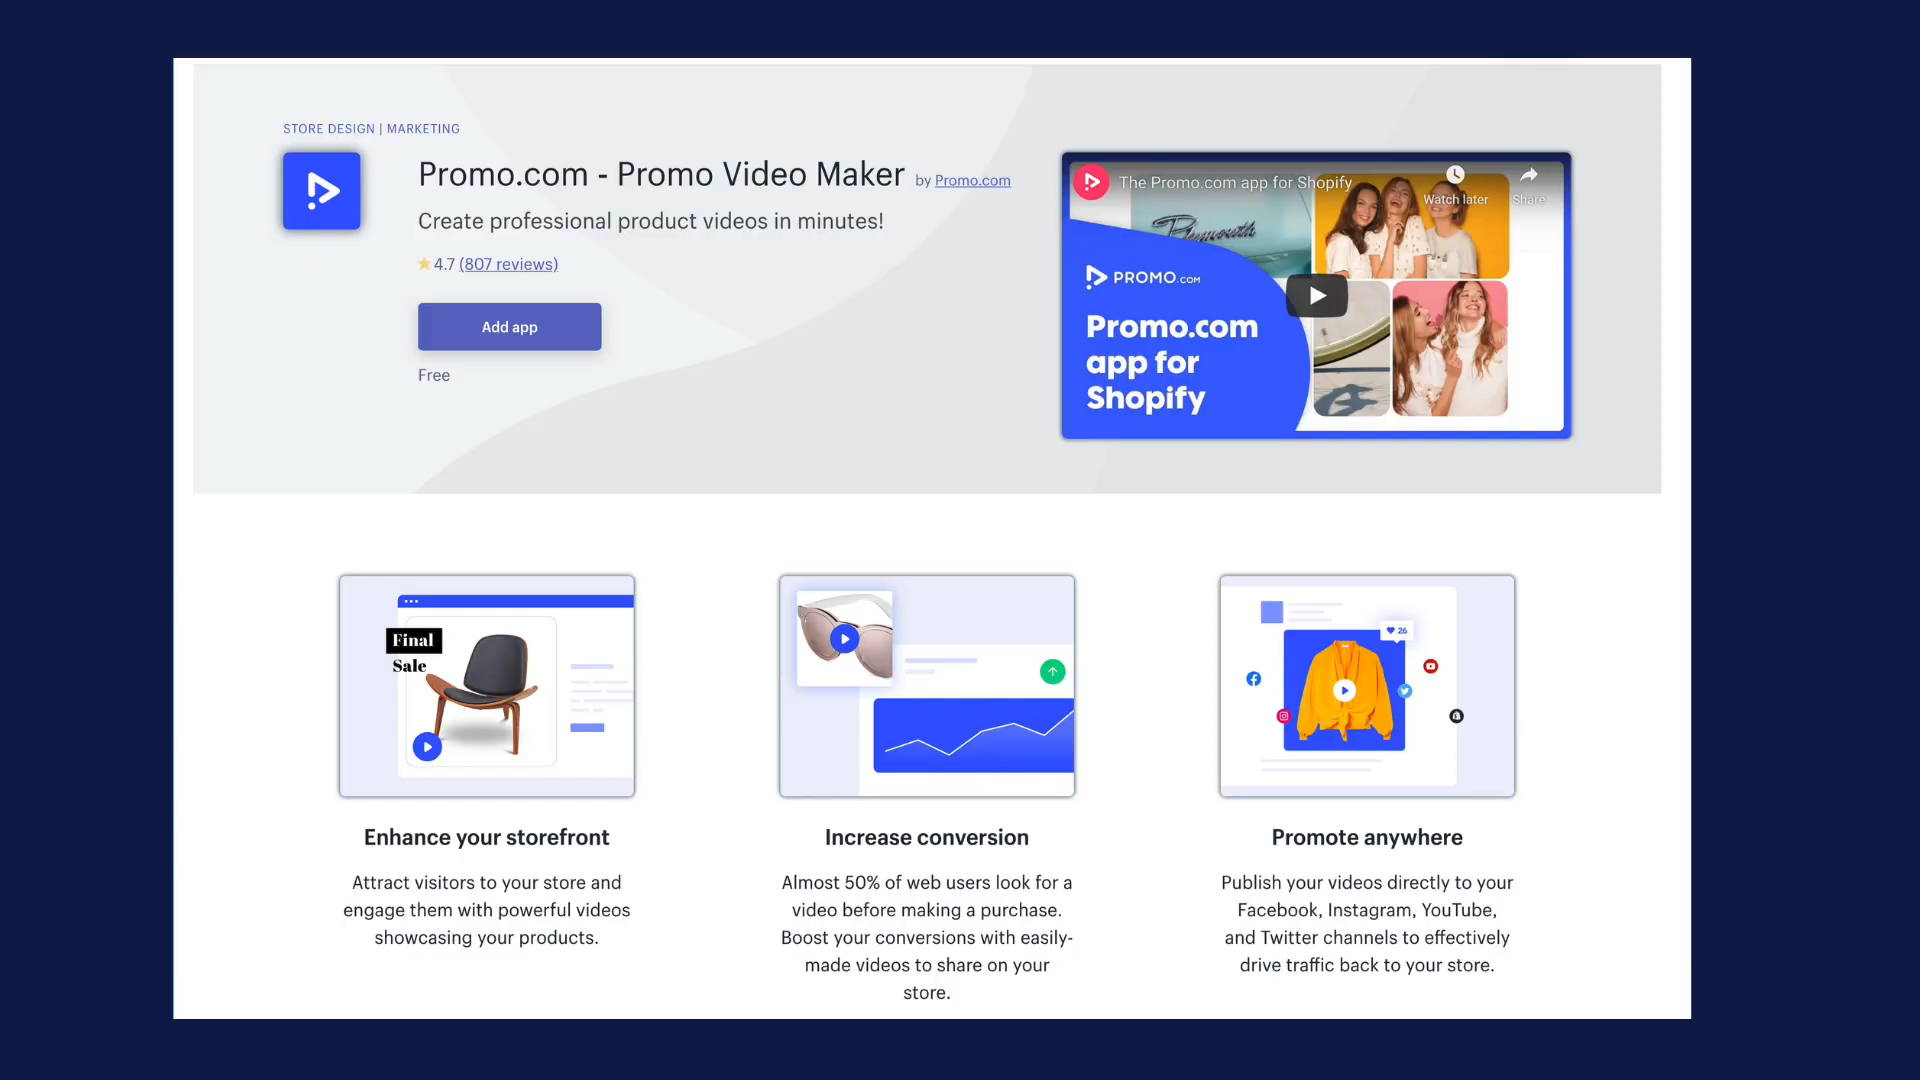 STORE DESIGN | MARKETING
Promo.com - Promo Video Maker by Promo.com
Create professional product videos in minutes!
4.7 (807 reviews)
Add app
Free
The Promo.com app for Shopify
Watch later
Share
Plymouth
PROMO.COM
Promo.com
app for
Shopify
Final
Sale
26
Enhance your storefront
Attract visitors to your store and
engage them with powerful videos
showcasing your products.
Increase conversion
Almost 50% of web users look for a
video before making a purchase.
Boost your conversions with easily-
made videos to share on your
store.
Promote anywhere
Publish your videos directly to your
Facebook, Instagram, YouTube,
and Twitter channels to effectively
drive traffic back to your store.